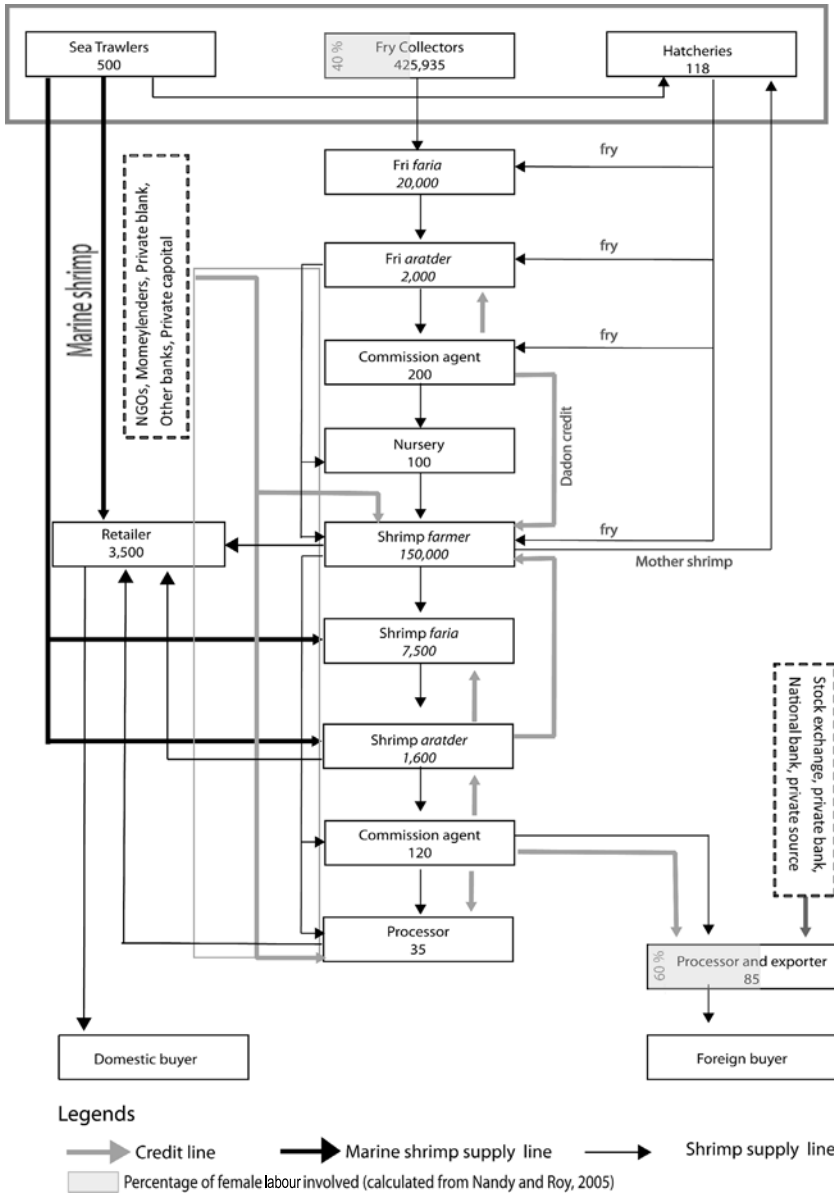 Sea Trawlers
500
40 %
Fry Collectors
425,935
Hatcheries
118
Fri faria
20,000
fry
Fri aratder
2,000
fry
Marine shrimp
NGOs, Momeylenders, Private blank,
Other banks, Private capoital
Commission agent
200
fry
Dadon credit
Nursery
100
Retailer
3,500
Shrimp farmer
150,000
fry
Mother shrimp
Shrimp faria
7,500
Shrimp aratder
1,600
Stock exchange, private bank,
National bank, private source
Commission agent
120
Processor
35
60 %
Processor and exporter
85
Domestic buyer
Foreign buyer
Legends
Credit line
Marine shrimp supply line
Shrimp supply line
Percentage of female labour involved (calculated from Nandy and Roy, 2005)